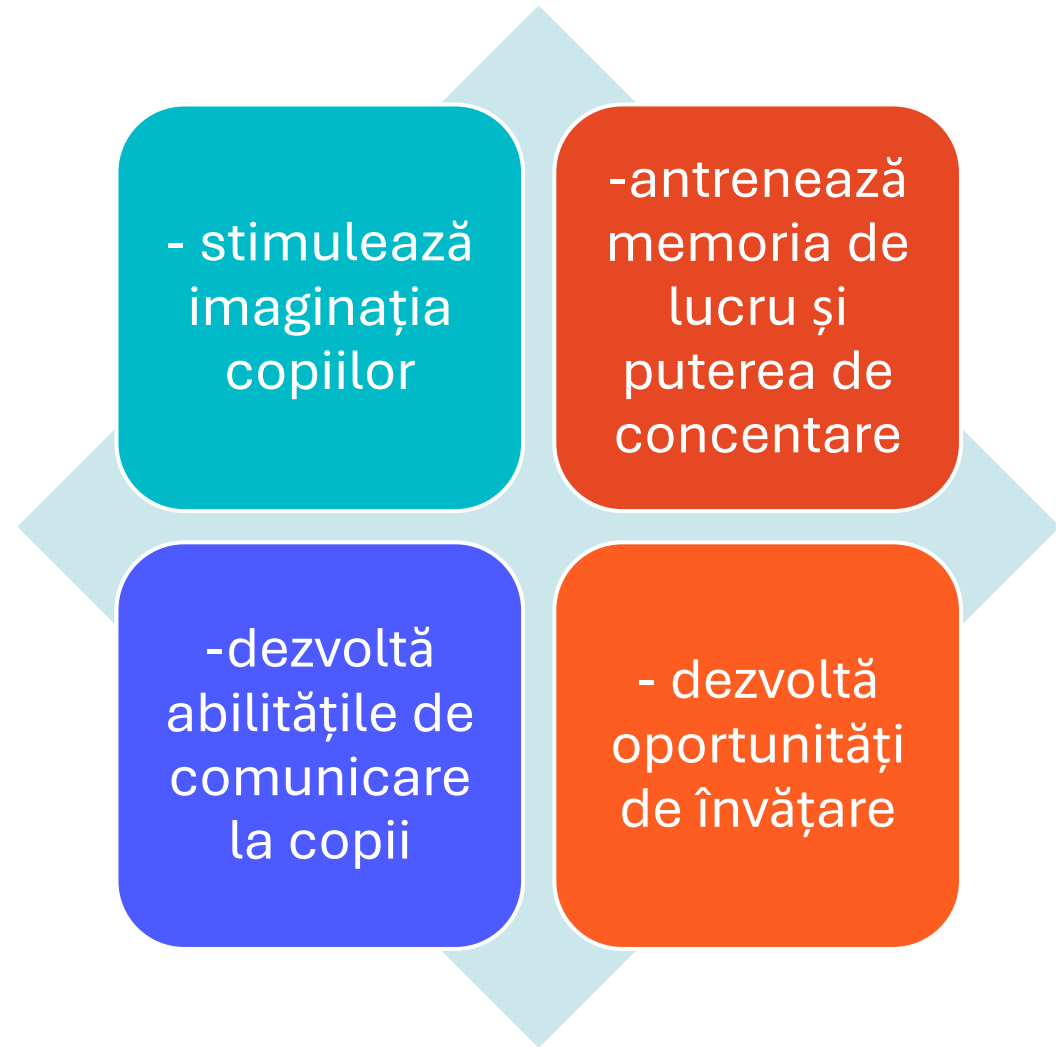 - stimulează
imaginația
copiilor
-antrenează
memoria de
lucru și
puterea de
concentare
-dezvoltă
abilitățile de
comunicare
la copii
- dezvoltă
oportunități
de învățare